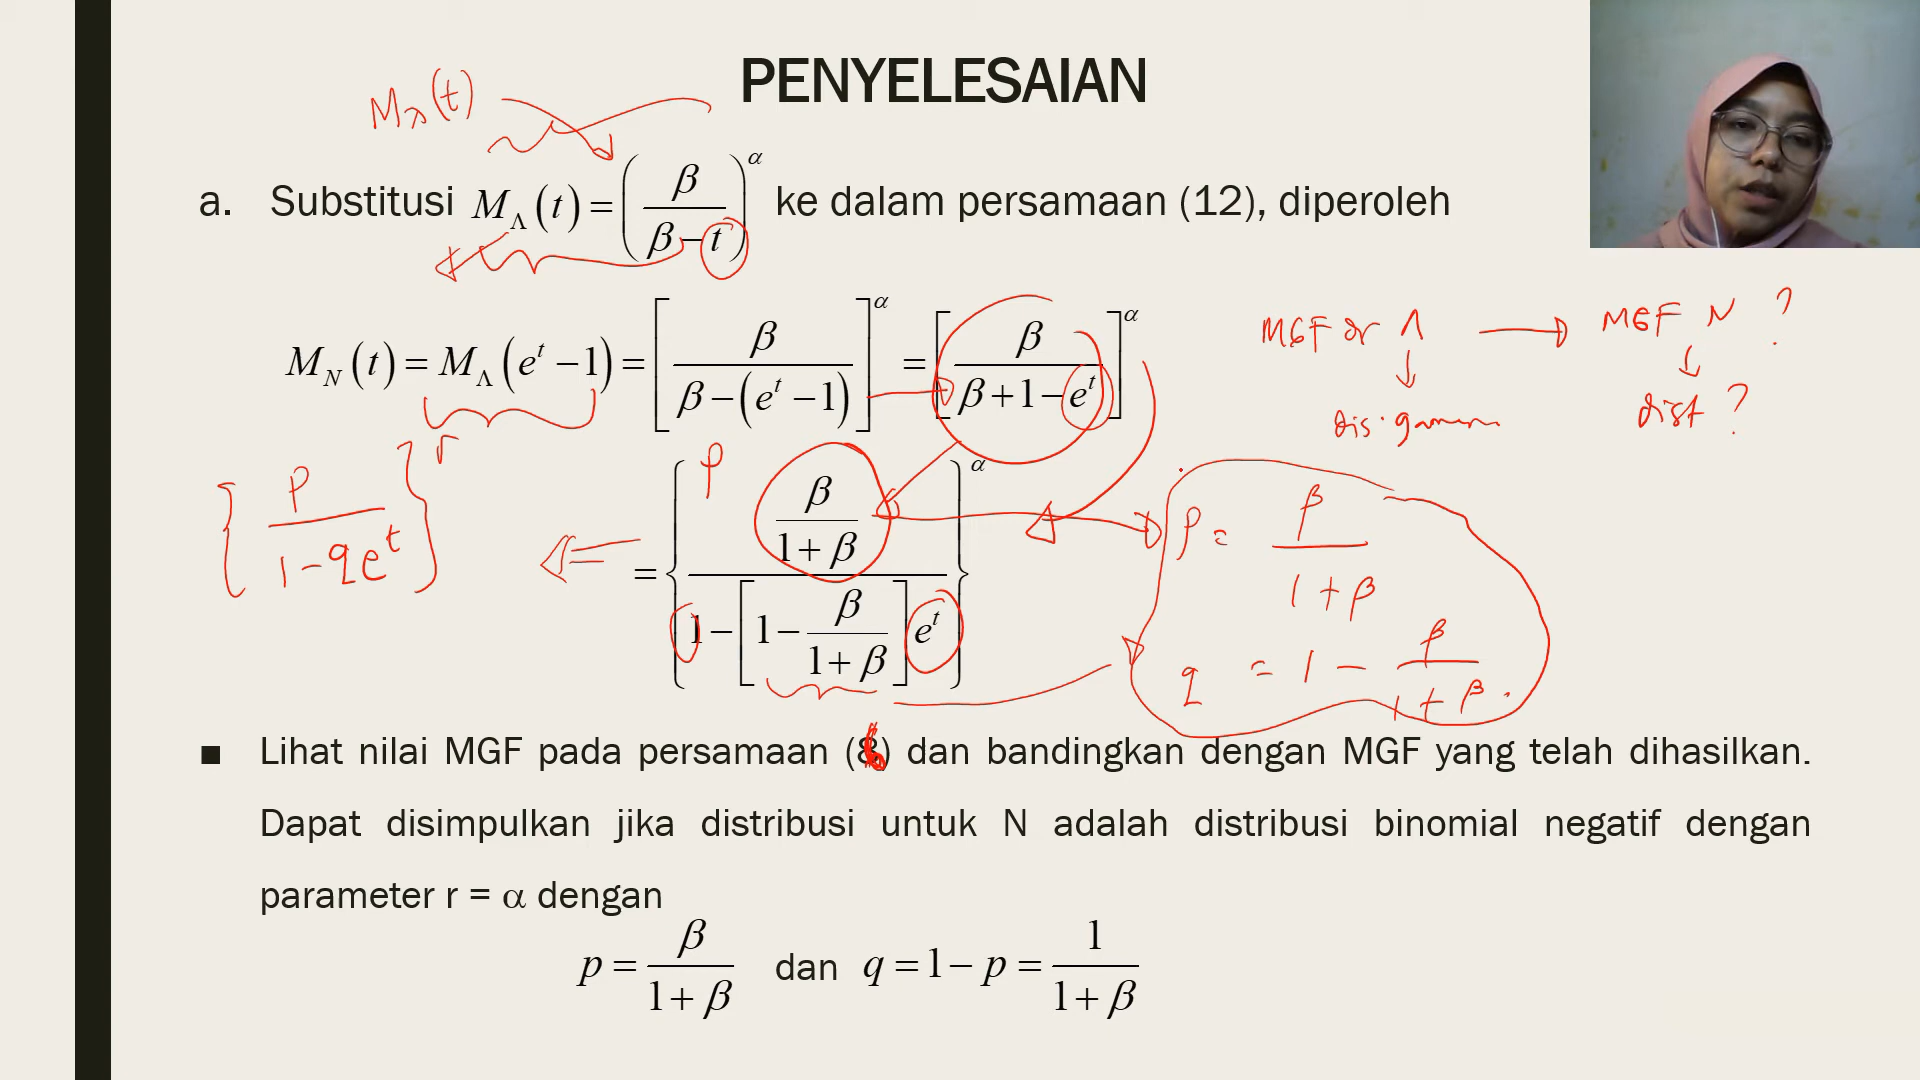 PENYELESAIAN
M_λ(t)
a. Substitusi M_Λ(t) = (β / (β − t))^α ke dalam persamaan (12), diperoleh
M_N(t) = M_Λ(e^t − 1) = [β / (β − (e^t − 1))]^α = [β / (β + 1 − e^t)]^α
MGF dr Λ → MGF N ?
dis. gamma
dist ?
{p / (1 − qe^t)}^r
p
= {(β / (1 + β)) / (1 − [1 − β / (1 + β)] e^t)}^α
p = β / (1 + β)
q = 1 − β / (1 + β).
■ Lihat nilai MGF pada persamaan (6) dan bandingkan dengan MGF yang telah dihasilkan.
Dapat disimpulkan jika distribusi untuk N adalah distribusi binomial negatif dengan
parameter r = α dengan
p = β / (1 + β) dan q = 1 − p = 1 / (1 + β)